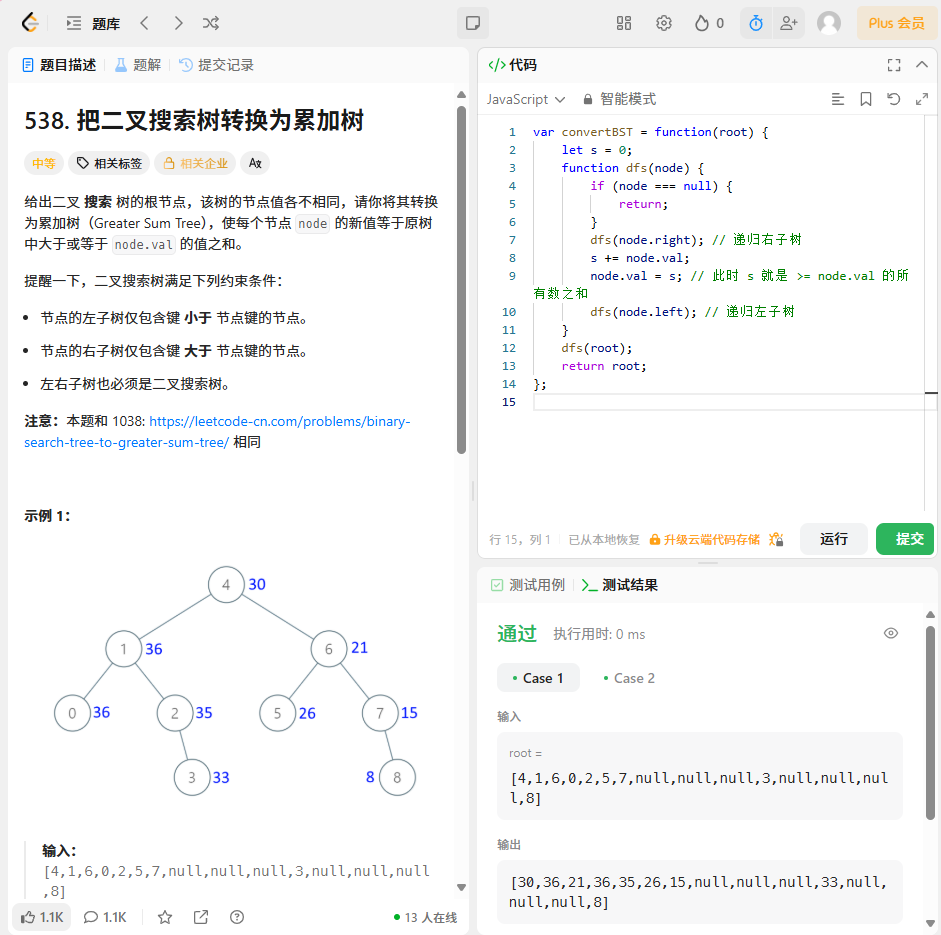 题库
0
Plus 会员
题目描述
题解
提交记录
538. 把二叉搜索树转换为累加树
中等
相关标签
相关企业
给出二叉 搜索 树的根节点，该树的节点值各不相同，请你将其转换
为累加树（Greater Sum Tree），使每个节点 node 的新值等于原树
中大于或等于 node.val 的值之和。
提醒一下，二叉搜索树满足下列约束条件：
• 节点的左子树仅包含键 小于 节点键的节点。
• 节点的右子树仅包含键 大于 节点键的节点。
• 左右子树也必须是二叉搜索树。
注意：本题和 1038: https://leetcode-cn.com/problems/binary-
search-tree-to-greater-sum-tree/ 相同
示例 1：
4 30
1 36
6 21
0 36
2 35
5 26
7 15
3 33
8 8
输入：
[4,1,6,0,2,5,7,null,null,null,3,null,null,null
,8]
1.1K
1.1K
13 人在线
</> 代码
JavaScript
智能模式
1 var convertBST = function(root) {
2 let s = 0;
3 function dfs(node) {
4 if (node === null) {
5 return;
6 }
7 dfs(node.right); // 递归右子树
8 s += node.val;
9 node.val = s; // 此时 s 就是 >= node.val 的所
有数之和
10 dfs(node.left); // 递归左子树
11 }
12 dfs(root);
13 return root;
14 };
15
行 15，列 1
已从本地恢复
升级云端代码存储
运行
提交
测试用例
>_ 测试结果
通过
执行用时: 0 ms
• Case 1
• Case 2
输入
root =
[4,1,6,0,2,5,7,null,null,null,3,null,null,nul
l,8]
输出
[30,36,21,36,35,26,15,null,null,null,33,null,
null,null,8]